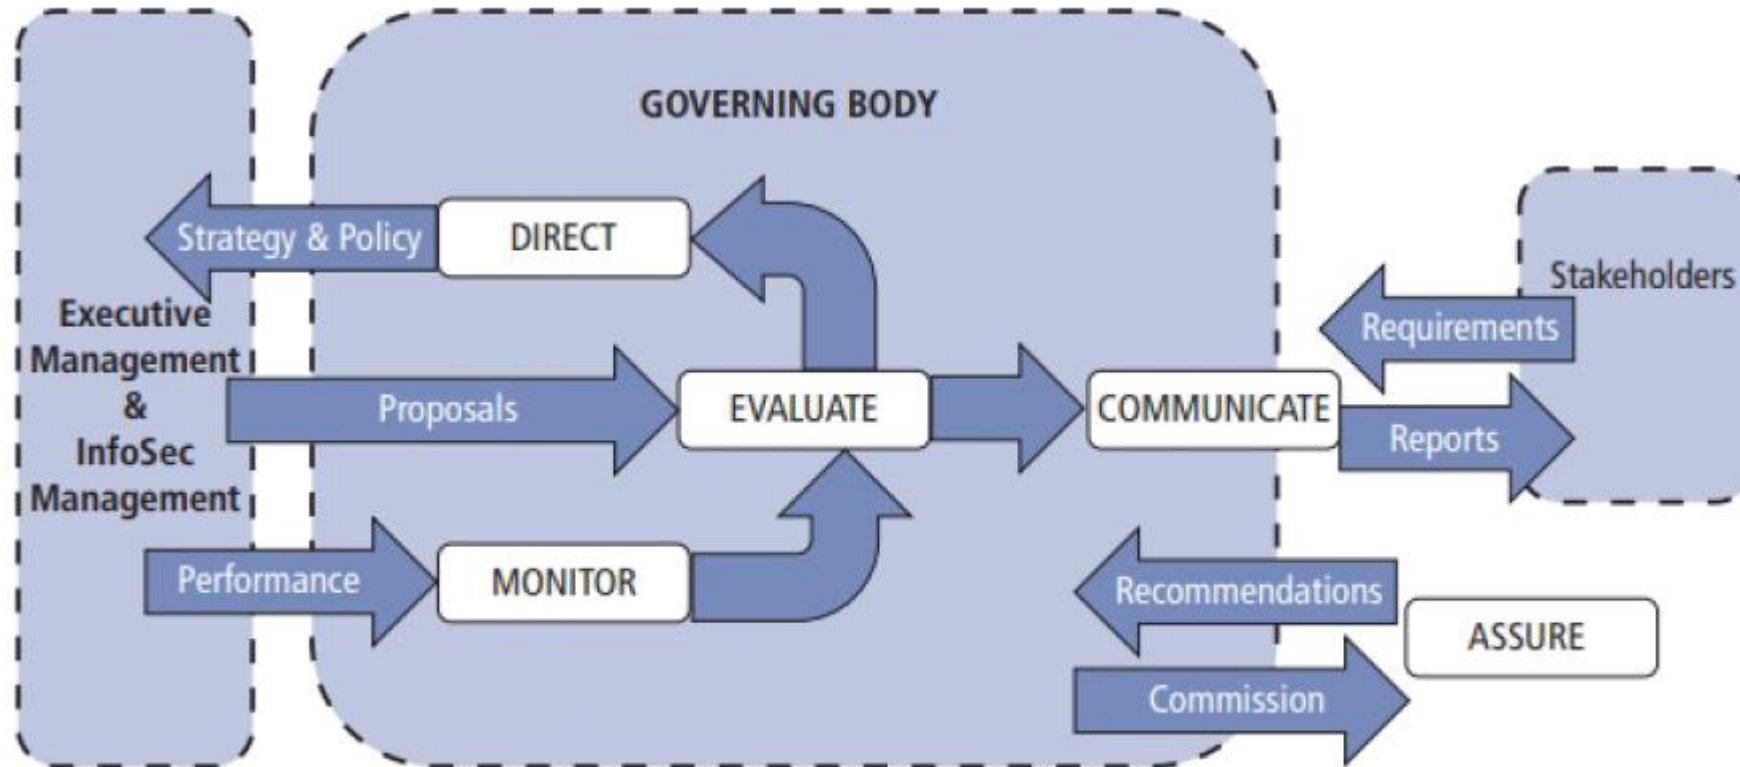 GOVERNING BODY
Strategy & Policy
DIRECT
Executive
Management
&
InfoSec
Management
Proposals
EVALUATE
COMMUNICATE
Stakeholders
Requirements
Reports
Performance
MONITOR
Recommendations
ASSURE
Commission